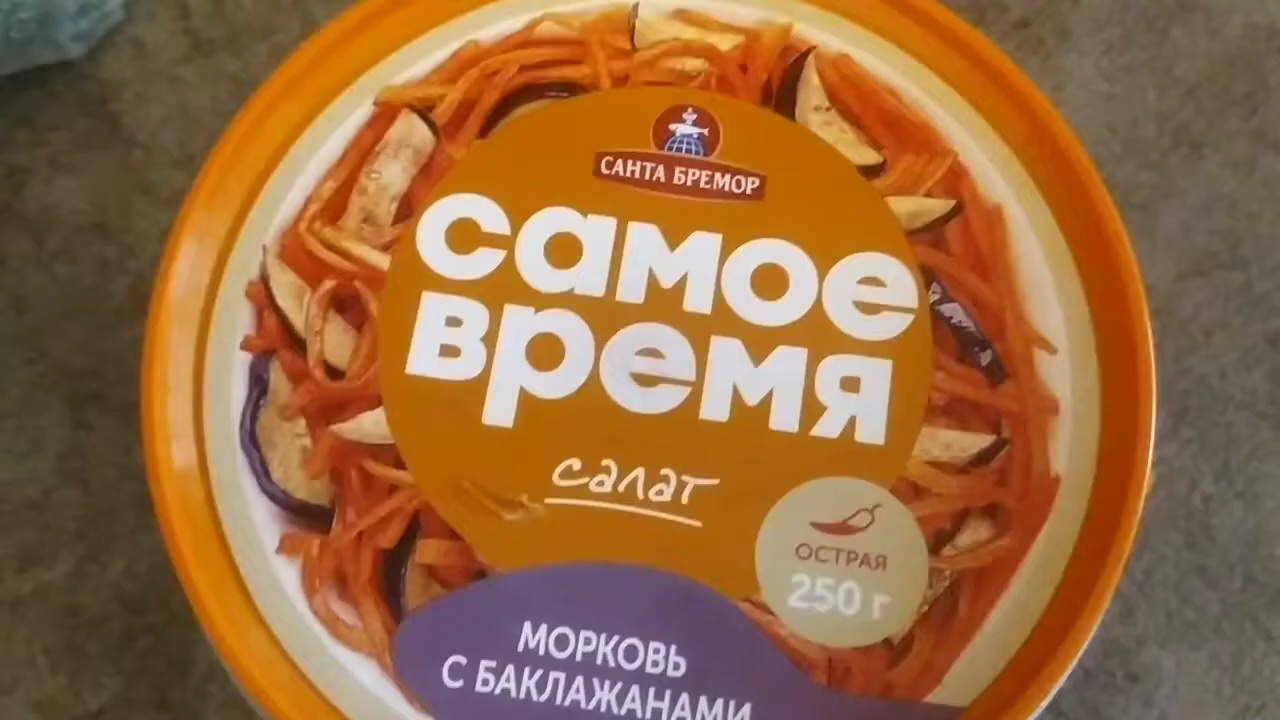 САНТА БРЕМОР
самое
время
салат
ОСТРАЯ
250 г
МОРКОВЬ
С БАКЛАЖАНАМИ